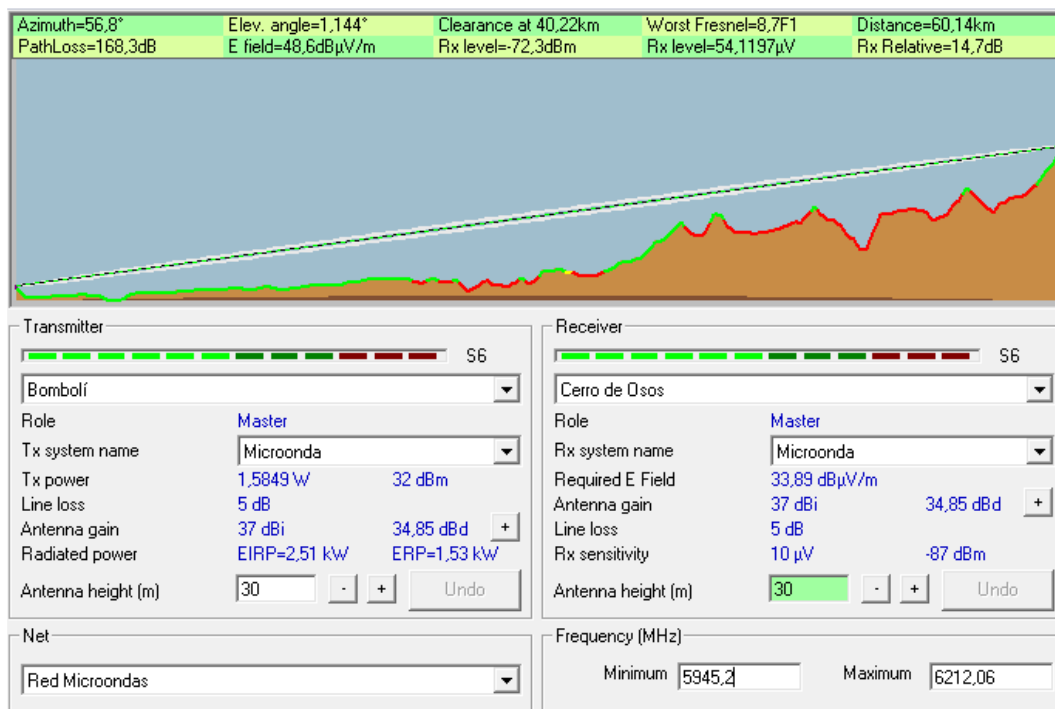 Azimuth=56,8° Elev. angle=1,144° Clearance at 40,22km Worst Fresnel=8,7F1 Distance=60,14km
PathLoss=168,3dB E field=48,6dBµV/m Rx level=-72,3dBm Rx level=54,1197µV Rx Relative=14,7dB
Transmitter
S6
Bombolí
Role Master
Tx system name Microonda
Tx power 1,5849 W 32 dBm
Line loss 5 dB
Antenna gain 37 dBi 34,85 dBd +
Radiated power EIRP=2,51 kW ERP=1,53 kW
Antenna height (m) 30 - + Undo
Receiver
S6
Cerro de Osos
Role Master
Rx system name Microonda
Required E Field 33,89 dBµV/m
Antenna gain 37 dBi 34,85 dBd +
Line loss 5 dB
Rx sensitivity 10 µV -87 dBm
Antenna height (m) 30 - + Undo
Net
Red Microondas
Frequency (MHz)
Minimum 5945,2 Maximum 6212,06